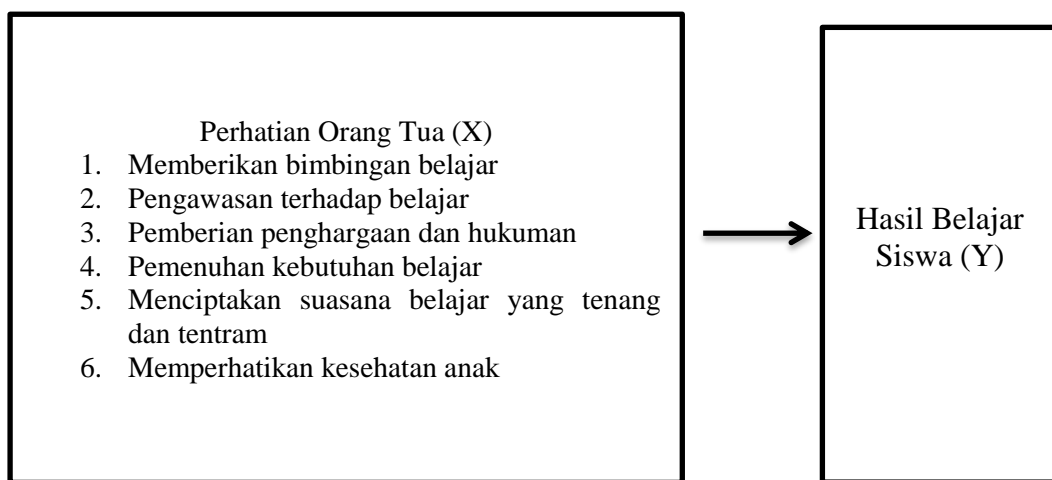 Perhatian Orang Tua (X)
1. Memberikan bimbingan belajar
2. Pengawasan terhadap belajar
3. Pemberian penghargaan dan hukuman
4. Pemenuhan kebutuhan belajar
5. Menciptakan suasana belajar yang tenang
dan tentram
6. Memperhatikan kesehatan anak
Hasil Belajar
Siswa (Y)